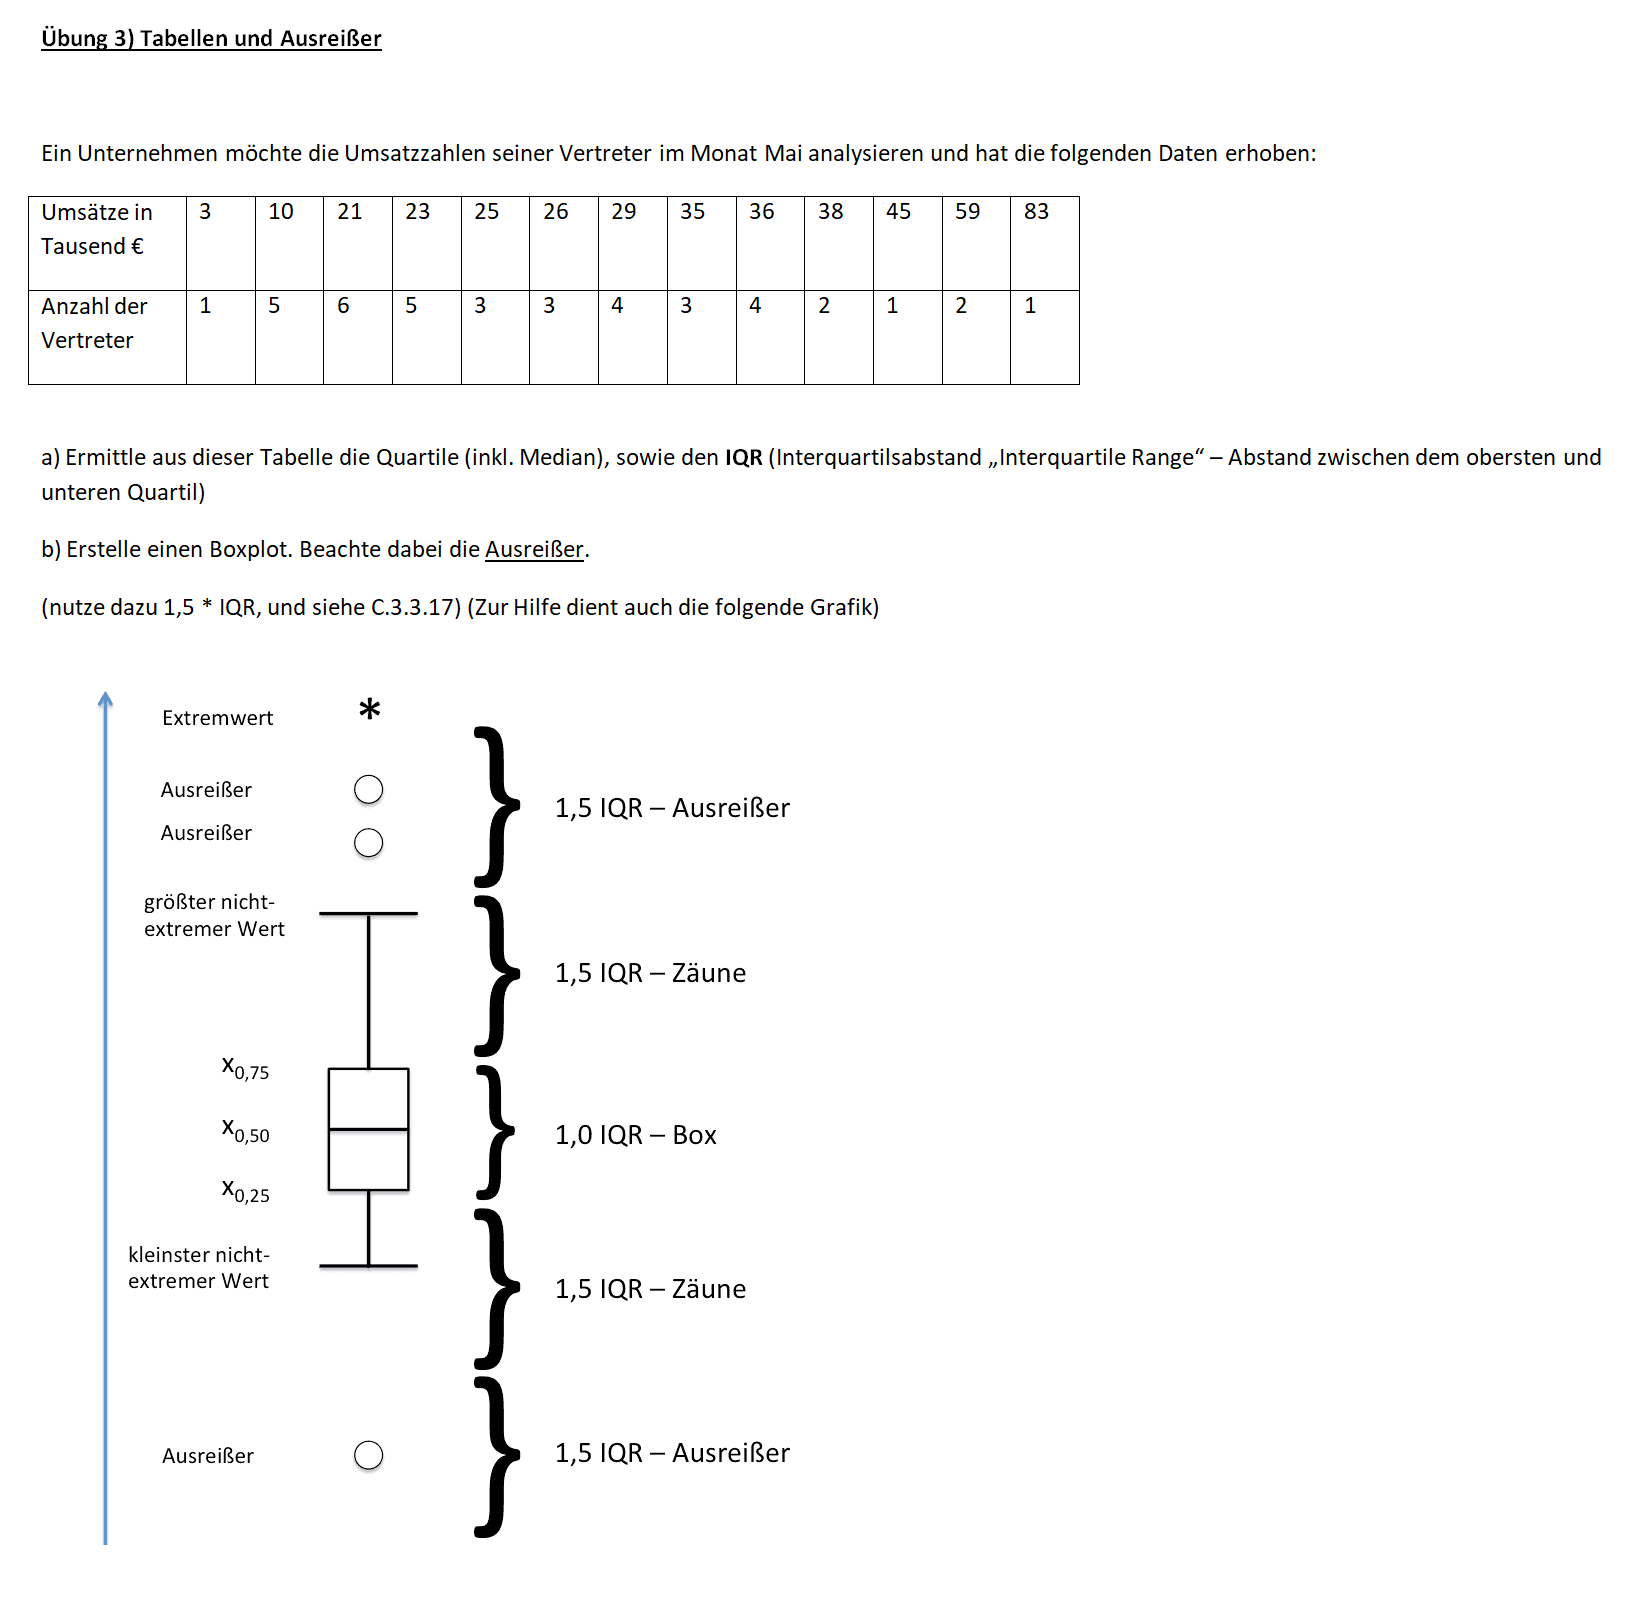 Übung 3) Tabellen und Ausreißer
Ein Unternehmen möchte die Umsatzzahlen seiner Vertreter im Monat Mai analysieren und hat die folgenden Daten erhoben:
Umsätze in Tausend € 3 10 21 23 25 26 29 35 36 38 45 59 83
Anzahl der Vertreter 1 5 6 5 3 3 4 3 4 2 1 2 1
a) Ermittle aus dieser Tabelle die Quartile (inkl. Median), sowie den IQR (Interquartilsabstand „Interquartile Range“ – Abstand zwischen dem obersten und
unteren Quartil)
b) Erstelle einen Boxplot. Beachte dabei die Ausreißer.
(nutze dazu 1,5 * IQR, und siehe C.3.3.17) (Zur Hilfe dient auch die folgende Grafik)
Extremwert *
Ausreißer
1,5 IQR – Ausreißer
Ausreißer
größter nicht-
extremer Wert
1,5 IQR – Zäune
x0,75
x0,50
1,0 IQR – Box
x0,25
kleinster nicht-
extremer Wert
1,5 IQR – Zäune
Ausreißer
1,5 IQR – Ausreißer